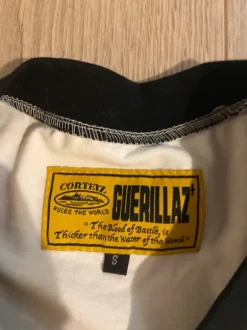 CORTEIZ
RULES THE WORLD
GUERILLAZ
"The Blood of Battle, is
Thicker than the Water of the Womb"
S